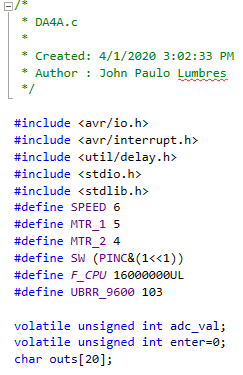 /*
 * DA4A.c
 *
 * Created: 4/1/2020 3:02:33 PM
 * Author : John Paulo Lumbres
 */
#include <avr/io.h>
#include <avr/interrupt.h>
#include <util/delay.h>
#include <stdio.h>
#include <stdlib.h>
#define SPEED 6
#define MTR_1 5
#define MTR_2 4
#define SW (PINC&(1<<1))
#define F_CPU 16000000UL
#define UBRR_9600 103
volatile unsigned int adc_val;
volatile unsigned int enter=0;
char outs[20];